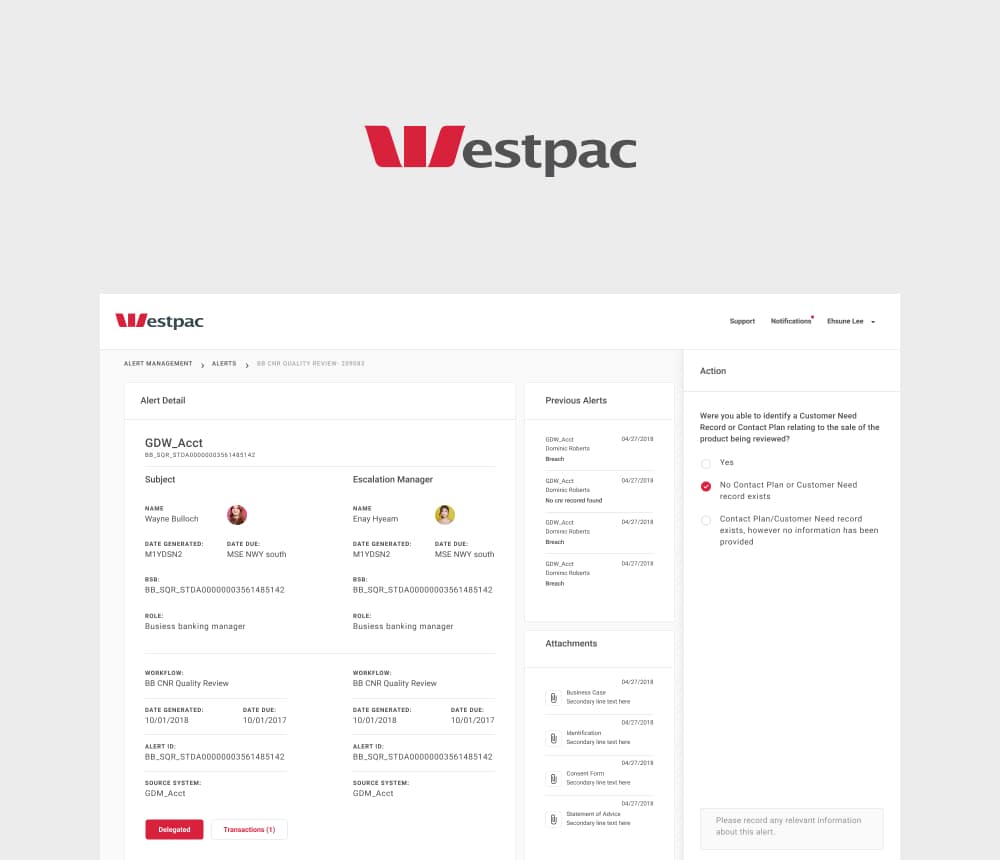 Westpac
Westpac
Support Notifications Ehsune Lee
ALERT MANAGEMENT ALERTS BB CNR QUALITY REVIEW- 209083
Alert Detail
GDW_Acct
BB_SQR_STDA00000003561485142
Subject
NAME
Wayne Bulloch
DATE GENERATED: DATE DUE:
M1YDSN2 MSE NWY south
BSB:
BB_SQR_STDA00000003561485142
ROLE:
Busiess banking manager
WORKFLOW:
BB CNR Quality Review
DATE GENERATED: DATE DUE:
10/01/2018 10/01/2017
ALERT ID:
BB_SQR_STDA00000003561485142
SOURCE SYSTEM:
GDM_Acct
Delegated Transactions (1)
Escalation Manager
NAME
Enay Hyeam
DATE GENERATED: DATE DUE:
M1YDSN2 MSE NWY south
BSB:
BB_SQR_STDA00000003561485142
ROLE:
Busiess banking manager
WORKFLOW:
BB CNR Quality Review
DATE GENERATED: DATE DUE:
10/01/2018 10/01/2017
ALERT ID:
BB_SQR_STDA00000003561485142
SOURCE SYSTEM:
GDM_Acct
Previous Alerts
GDW_Acct 04/27/2018
Dominic Roberts
Breach
GDW_Acct 04/27/2018
Dominic Roberts
No cnr recored found
GDW_Acct 04/27/2018
Dominic Roberts
Breach
GDW_Acct 04/27/2018
Dominic Roberts
Breach
Attachments
04/27/2018
Business Case
Secondary line text here
04/27/2018
Identification
Secondary line text here
04/27/2018
Consent Form
Secondary line text here
04/27/2018
Statement of Advice
Secondary line text here
Action
Were you able to identify a Customer Need
Record or Contact Plan relating to the sale of the
product being reviewed?
Yes
No Contact Plan or Customer Need
record exists
Contact Plan/Customer Need record
exists, however no information has been
provided
Please record any relevant information
about this alert.